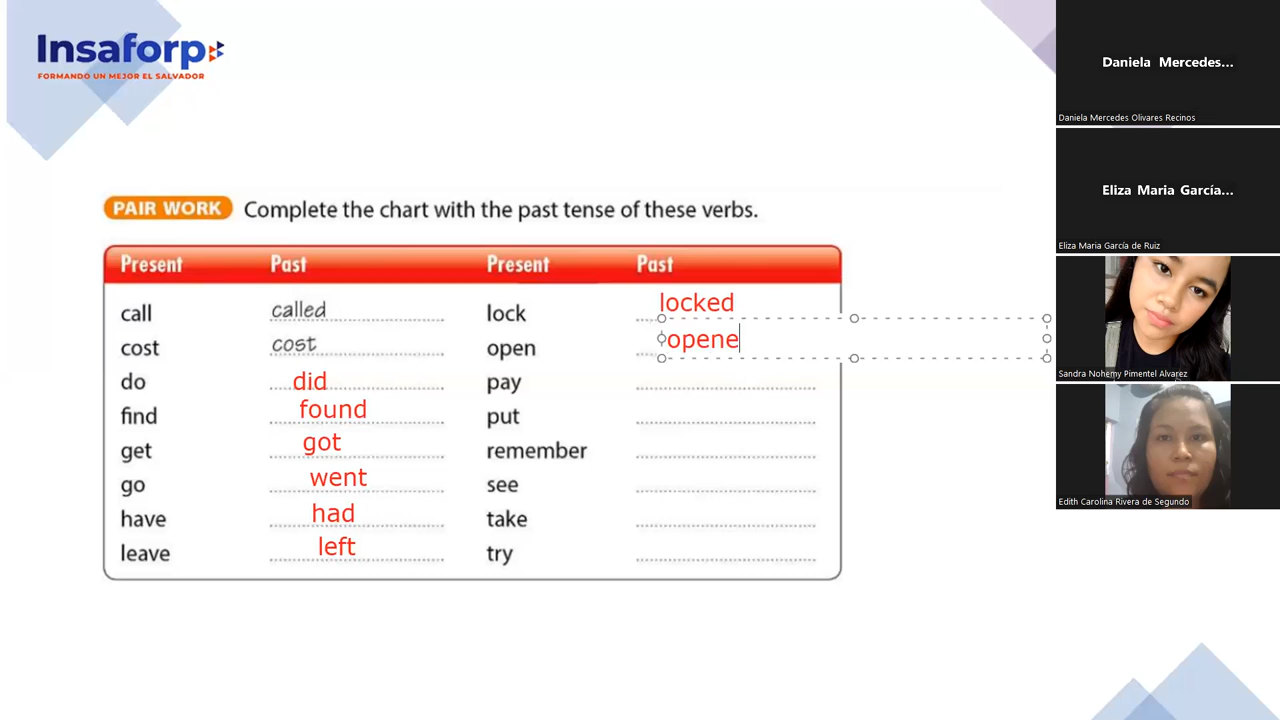 Insaforp
FORMANDO UN MEJOR EL SALVADOR
PAIR WORK Complete the chart with the past tense of these verbs.
Present Past Present Past
call called lock locked
cost cost open opene
do did pay
find found put
get got remember
go went see
have had take
leave left try
Daniela Mercedes...
Daniela Mercedes Olivares Recinos
Eliza Maria García...
Eliza Maria García de Ruiz
Sandra Nohemy Pimentel Alvarez
Edith Carolina Rivera de Segundo